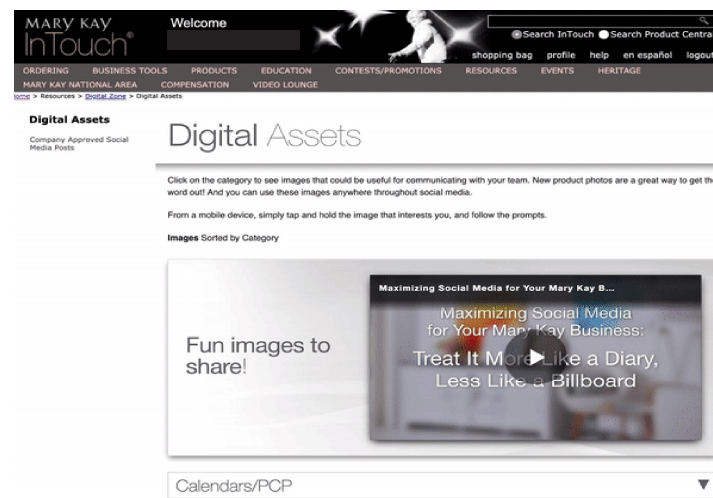 MARY KAY
InTouch®
Welcome
Search InTouch Search Product Central
shopping bag profile help en español logout
ORDERING BUSINESS TOOLS PRODUCTS EDUCATION CONTESTS/PROMOTIONS RESOURCES EVENTS HERITAGE
MARY KAY NATIONAL AREA COMPENSATION VIDEO LOUNGE
Home > Resources > Digital Zone > Digital Assets
Digital Assets
Company Approved Social
Media Posts
Digital Assets
Click on the category to see images that could be useful for communicating with your team. New product photos are a great way to get the
word out! And you can use these images anywhere throughout social media.
From a mobile device, simply tap and hold the image that interests you, and follow the prompts.
Images Sorted by Category
Fun images to
share!
Maximizing Social Media for Your Mary Kay B...
Maximizing Social Media
for Your Mary Kay Business:
Treat It More Like a Diary,
Less Like a Billboard
Calendars/PCP